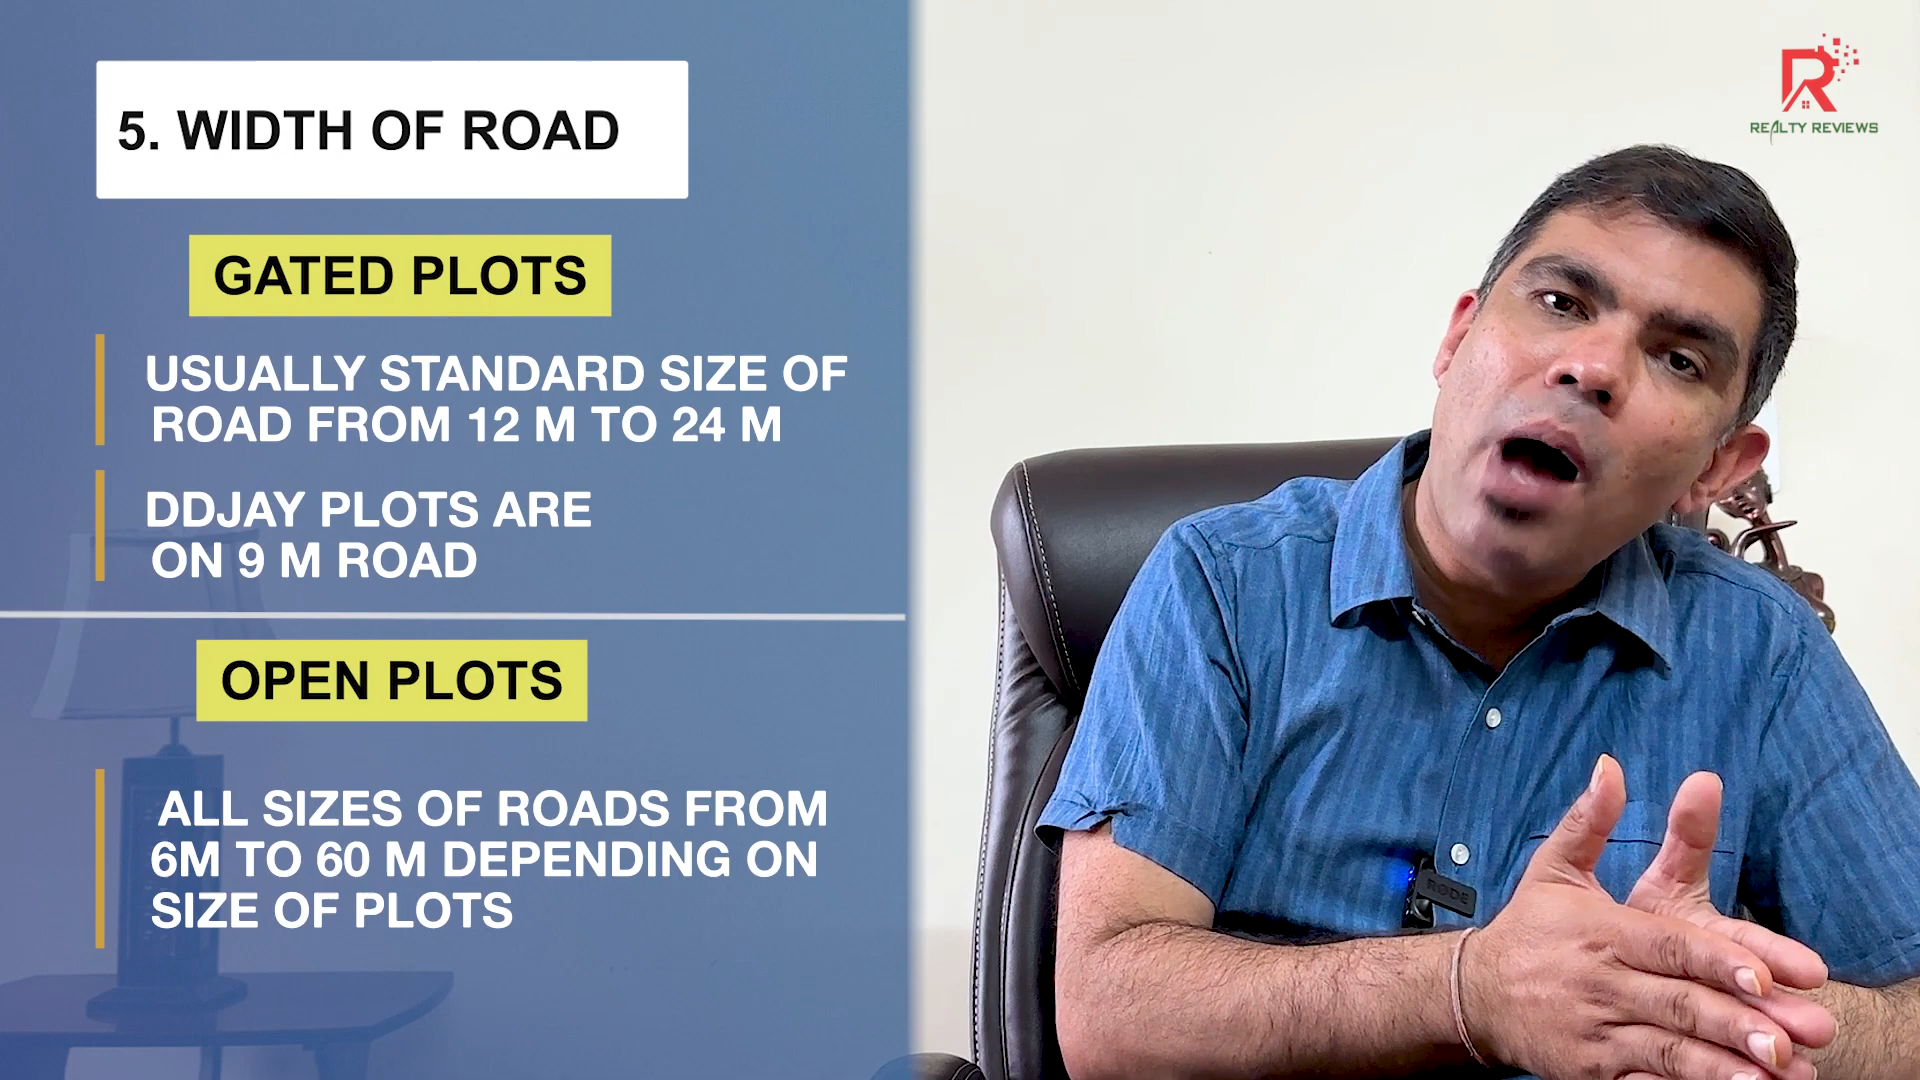 5. WIDTH OF ROAD
GATED PLOTS
USUALLY STANDARD SIZE OF
ROAD FROM 12 M TO 24 M
DDJAY PLOTS ARE
ON 9 M ROAD
OPEN PLOTS
ALL SIZES OF ROADS FROM
6M TO 60 M DEPENDING ON
SIZE OF PLOTS
REALTY REVIEWS
RODE